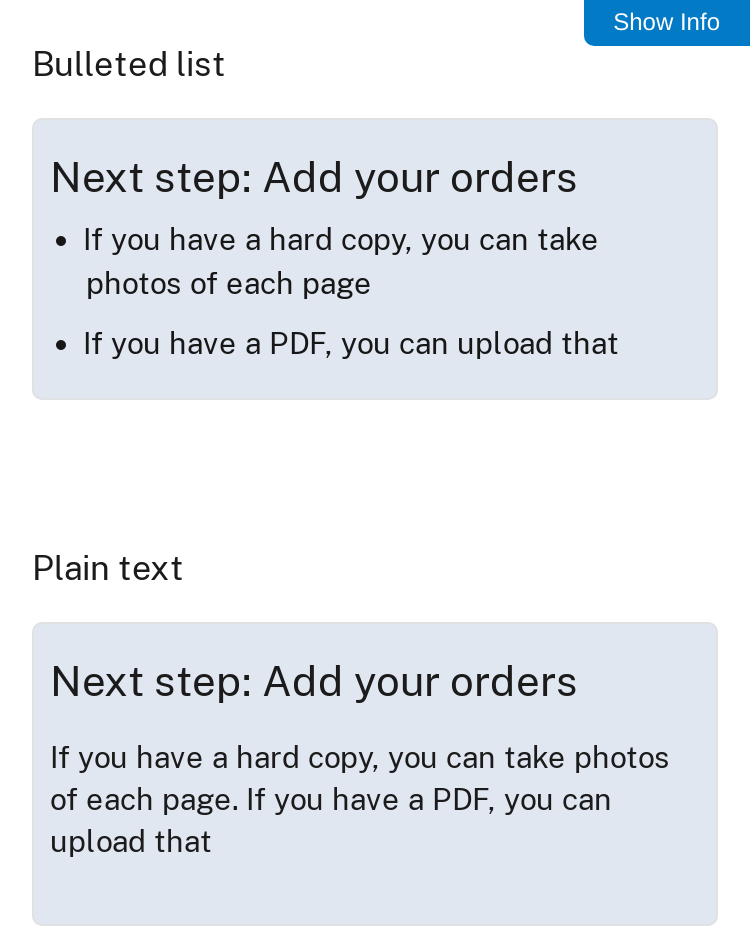 Show Info
Bulleted list
Next step: Add your orders
• If you have a hard copy, you can take
photos of each page
• If you have a PDF, you can upload that
Plain text
Next step: Add your orders
If you have a hard copy, you can take photos
of each page. If you have a PDF, you can
upload that